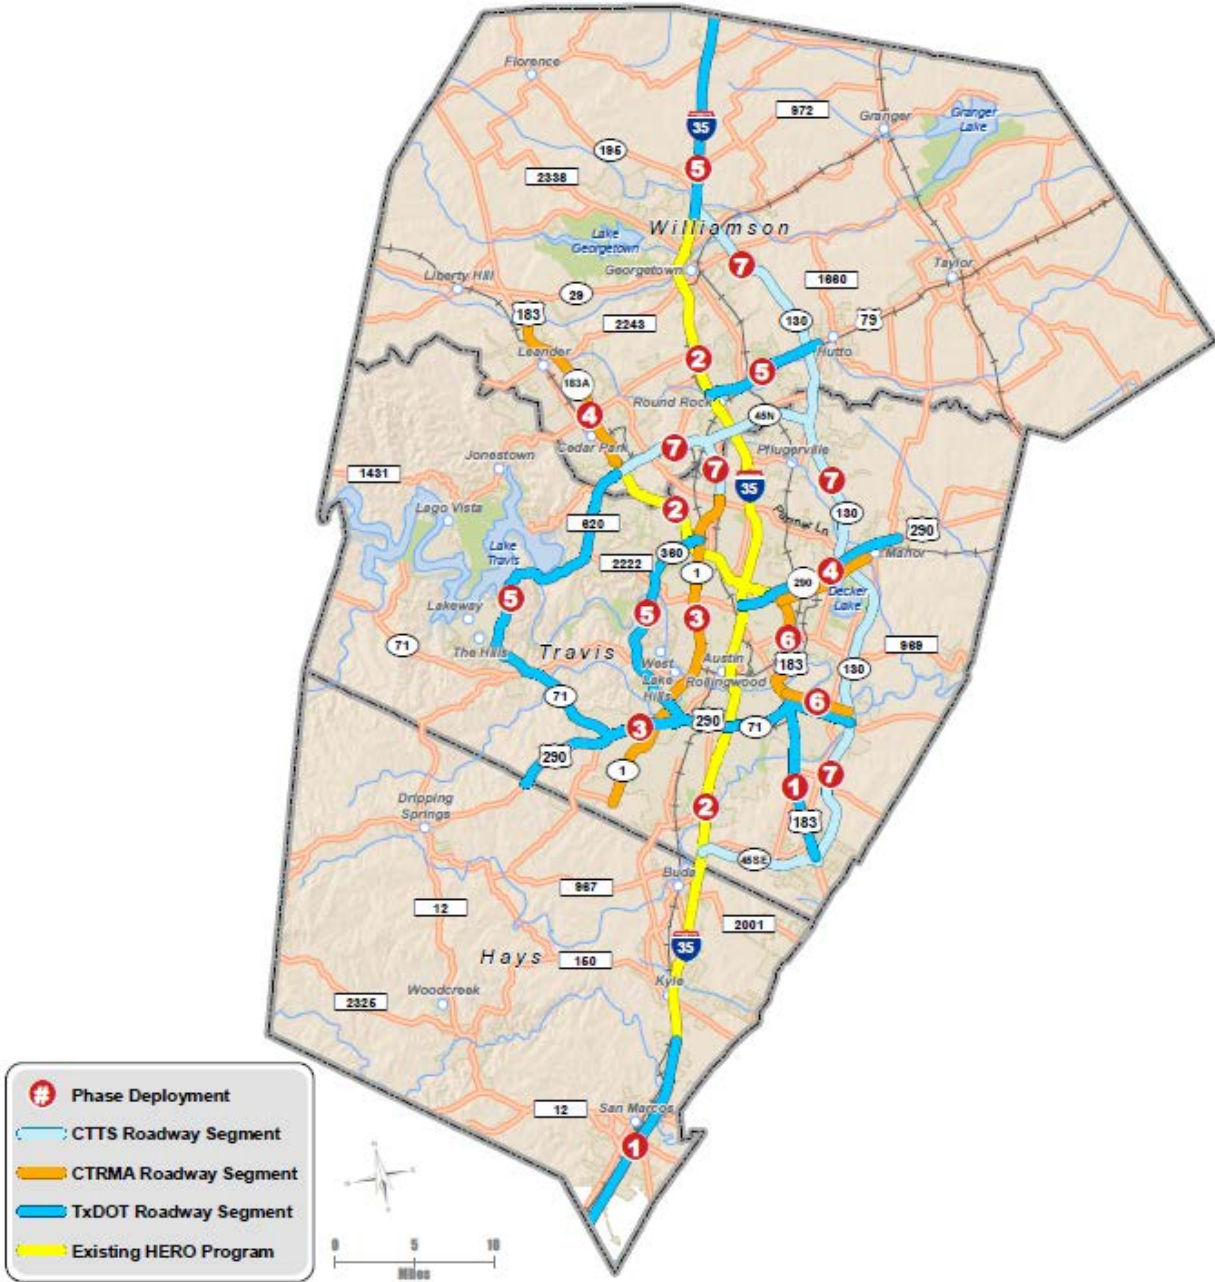 Florence
35
972
Granger
Granger
Lake
195
5
2338
Williamson
Lake
Georgetown
Georgetown
7
Taylor
Liberty Hill
29
1660
183
2243
130
79
Leander
2
5
Hutto
183A
Round Rock
4
45N
Cedar Park
7
Pflugerville
Jonestown
7
1431
35
7
Lago Vista
2
130
620
Parmer Ln
290
Lake
Travis
360
2222
Manor
1
4
290
Decker
Lake
5
Lakeway
5
3
6
The Hills
71
Travis
969
183
West
Lake
Hills
Austin
Rollingwood
130
71
6
3
290
71
290
1
7
1
Dripping
Springs
2
183
45SE
967
Buda
12
2001
35
Hays
150
Kyle
2325
Woodcreek
12
San Marcos
1
# Phase Deployment
CTTS Roadway Segment
CTRMA Roadway Segment
TxDOT Roadway Segment
Existing HERO Program
0 5 10
Miles